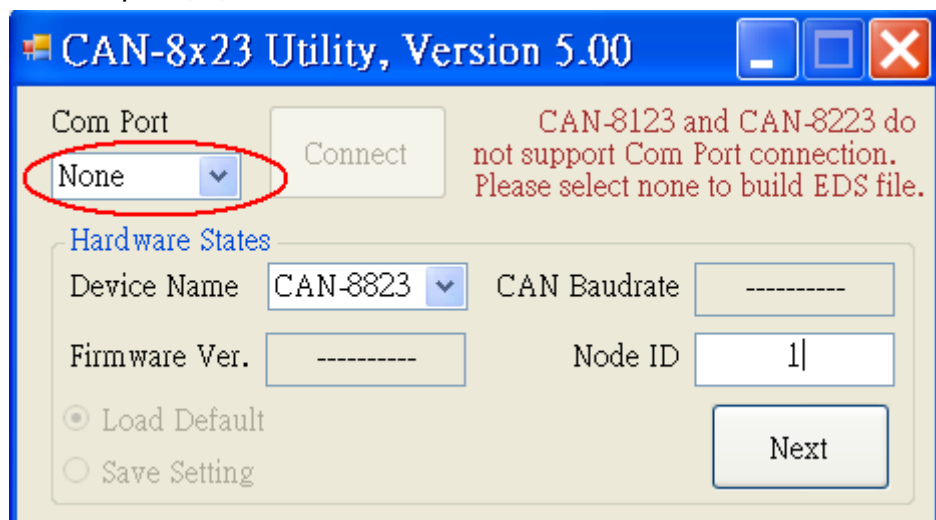 CAN-8x23 Utility, Version 5.00
Com Port
None
Connect
CAN-8123 and CAN-8223 do
not support Com Port connection.
Please select none to build EDS file.
Hardware States
Device Name CAN-8823 CAN Baudrate ----------
Firmware Ver. ---------- Node ID 1
Load Default
Save Setting
Next